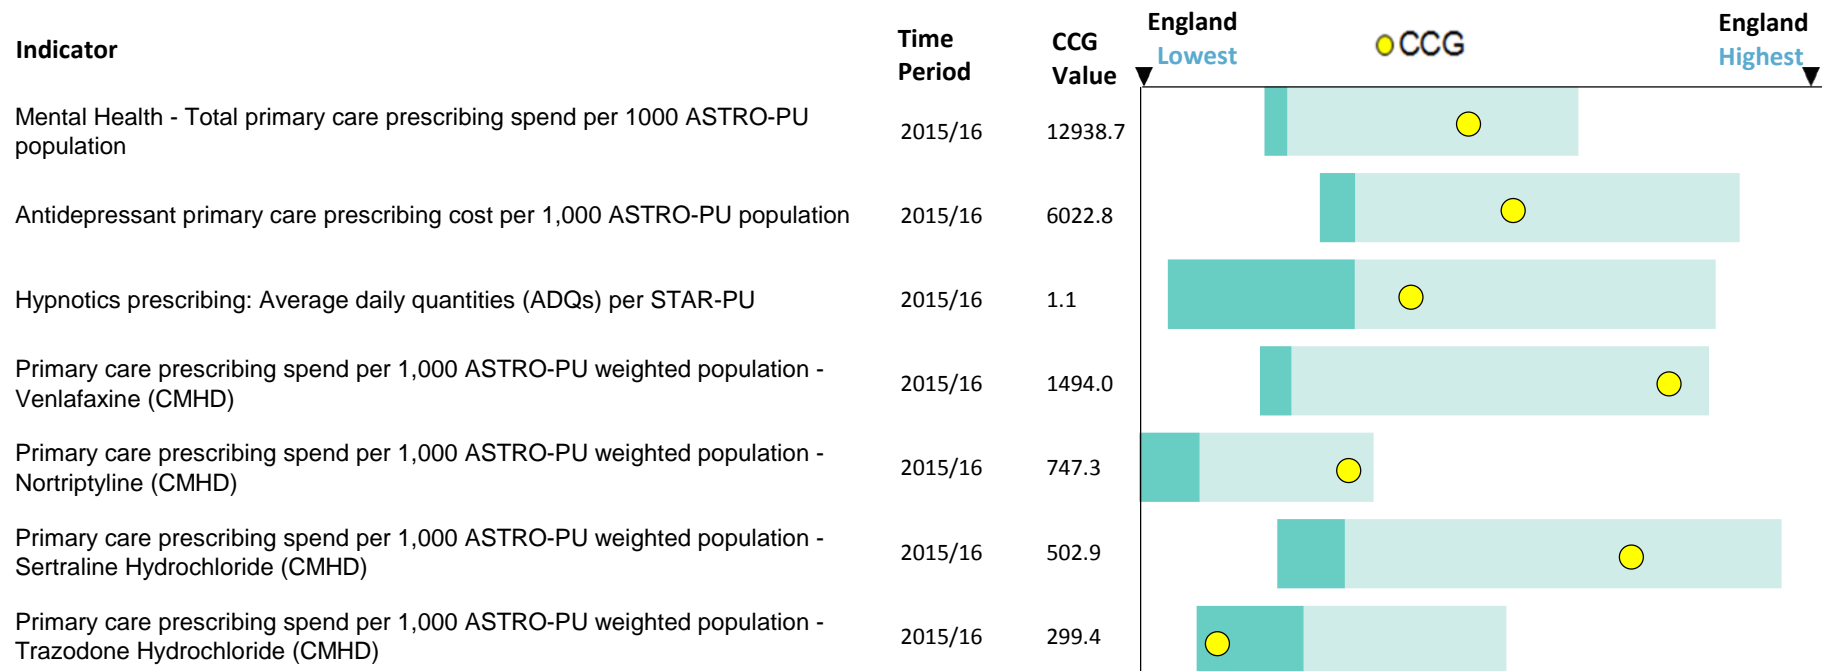 Indicator
Time
Period
CCG
Value
England
Lowest
CCG
England
Highest
Mental Health - Total primary care prescribing spend per 1000 ASTRO-PU
population
2015/16
12938.7
Antidepressant primary care prescribing cost per 1,000 ASTRO-PU population
2015/16
6022.8
Hypnotics prescribing: Average daily quantities (ADQs) per STAR-PU
2015/16
1.1
Primary care prescribing spend per 1,000 ASTRO-PU weighted population -
Venlafaxine (CMHD)
2015/16
1494.0
Primary care prescribing spend per 1,000 ASTRO-PU weighted population -
Nortriptyline (CMHD)
2015/16
747.3
Primary care prescribing spend per 1,000 ASTRO-PU weighted population -
Sertraline Hydrochloride (CMHD)
2015/16
502.9
Primary care prescribing spend per 1,000 ASTRO-PU weighted population -
Trazodone Hydrochloride (CMHD)
2015/16
299.4